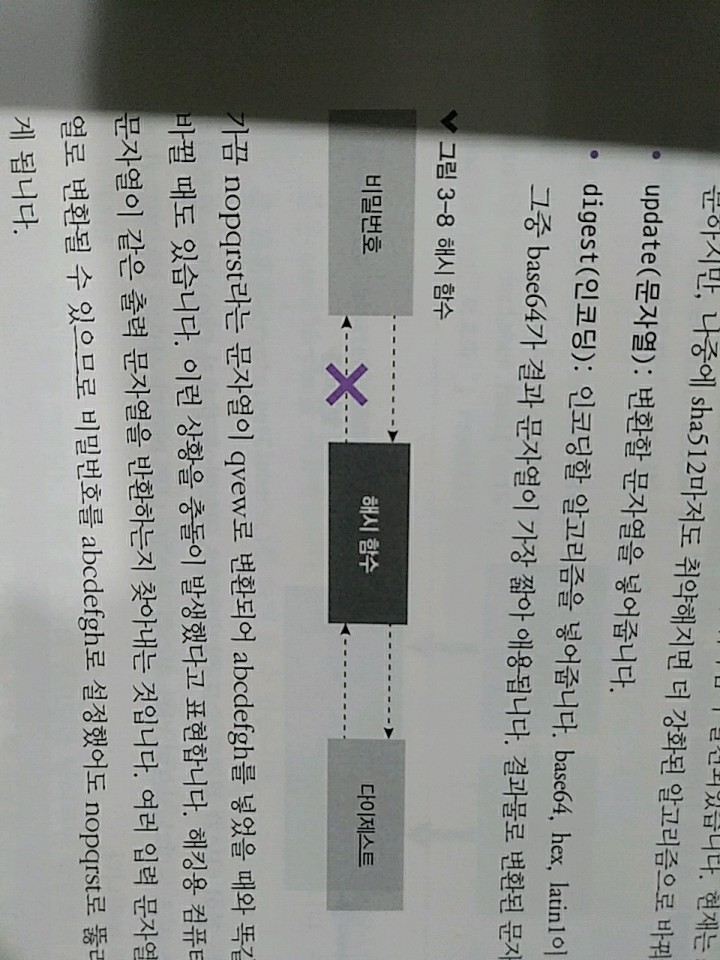 있습니다. 현재는
문하지만, 나중에 sha512마저도 취약해지면 더 강화된 알고리즘으로 바꿔
• update(문자열): 변환할 문자열을 넣어줍니다.
• digest(인코딩): 인코딩할 알고리즘을 넣어줍니다. base64, hex, latin1이
그중 base64가 결과 문자열이 가장 짧아 애용됩니다. 결과물로 변환된 문자
그림 3-8 해시 함수
비밀번호
해시 함수
다이제스트
가끔 nopqrst라는 문자열이 qvew로 변환되어 abcdefgh를 넣었을 때와 똑같
바뀔 때도 있습니다. 이런 상황을 충돌이 발생했다고 표현합니다. 해킹용 컴퓨터
문자열이 같은 출력 문자열을 반환하는지 찾아내는 것입니다. 여러 입력 문자열
열로 변환될 수 있으므로 비밀번호를 abcdefgh로 설정했어도 nopqrst로 뚫리
게 됩니다.